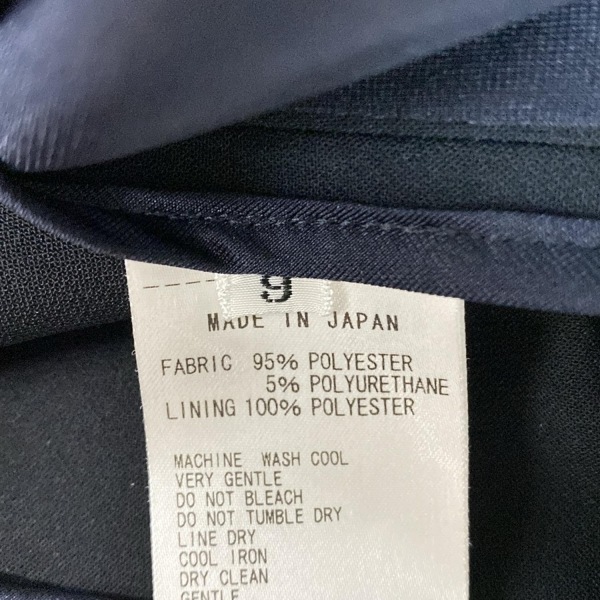 9
MADE IN JAPAN
FABRIC 95% POLYESTER
5% POLYURETHANE
LINING 100% POLYESTER
MACHINE WASH COOL
VERY GENTLE
DO NOT BLEACH
DO NOT TUMBLE DRY
LINE DRY
COOL IRON
DRY CLEAN
GENTLE